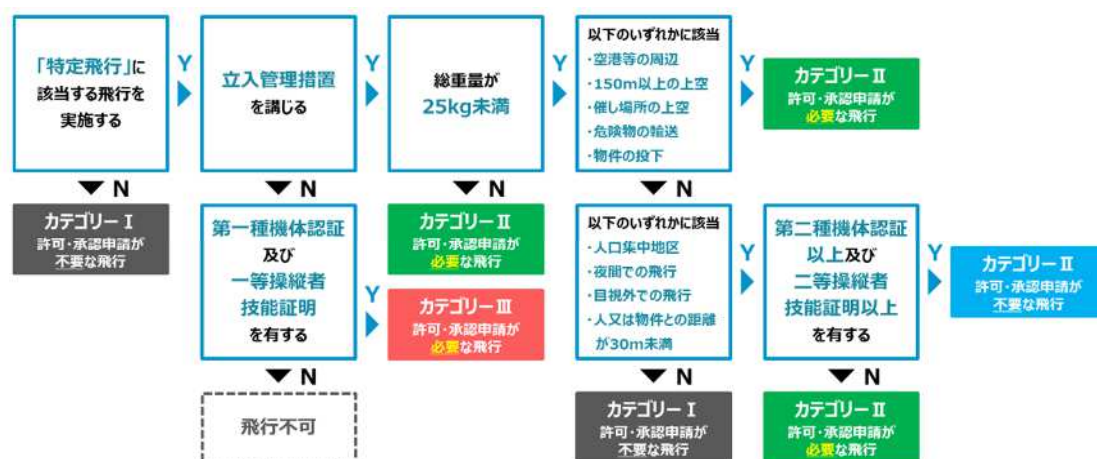 「特定飛行」に
該当する飛行を
実施する
Y
立入管理措置
を講じる
Y
総重量が
25kg未満
Y
以下のいずれかに該当
・空港等の周辺
・150m以上の上空
・催し場所の上空
・危険物の輸送
・物件の投下
Y
カテゴリーⅡ
許可・承認申請が
必要な飛行
N
N
N
N
カテゴリーⅠ
許可・承認申請が
不要な飛行
第一種機体認証
及び
一等操縦者
技能証明
を有する
Y
カテゴリーⅡ
許可・承認申請が
必要な飛行
カテゴリーⅢ
許可・承認申請が
必要な飛行
以下のいずれかに該当
・人口集中地区
・夜間での飛行
・目視外での飛行
・人又は物件との距離
が30m未満
Y
第二種機体認証
以上及び
二等操縦者
技能証明以上
を有する
Y
カテゴリーⅡ
許可・承認申請が
不要な飛行
N
N
N
飛行不可
カテゴリーⅠ
許可・承認申請が
不要な飛行
カテゴリーⅡ
許可・承認申請が
必要な飛行